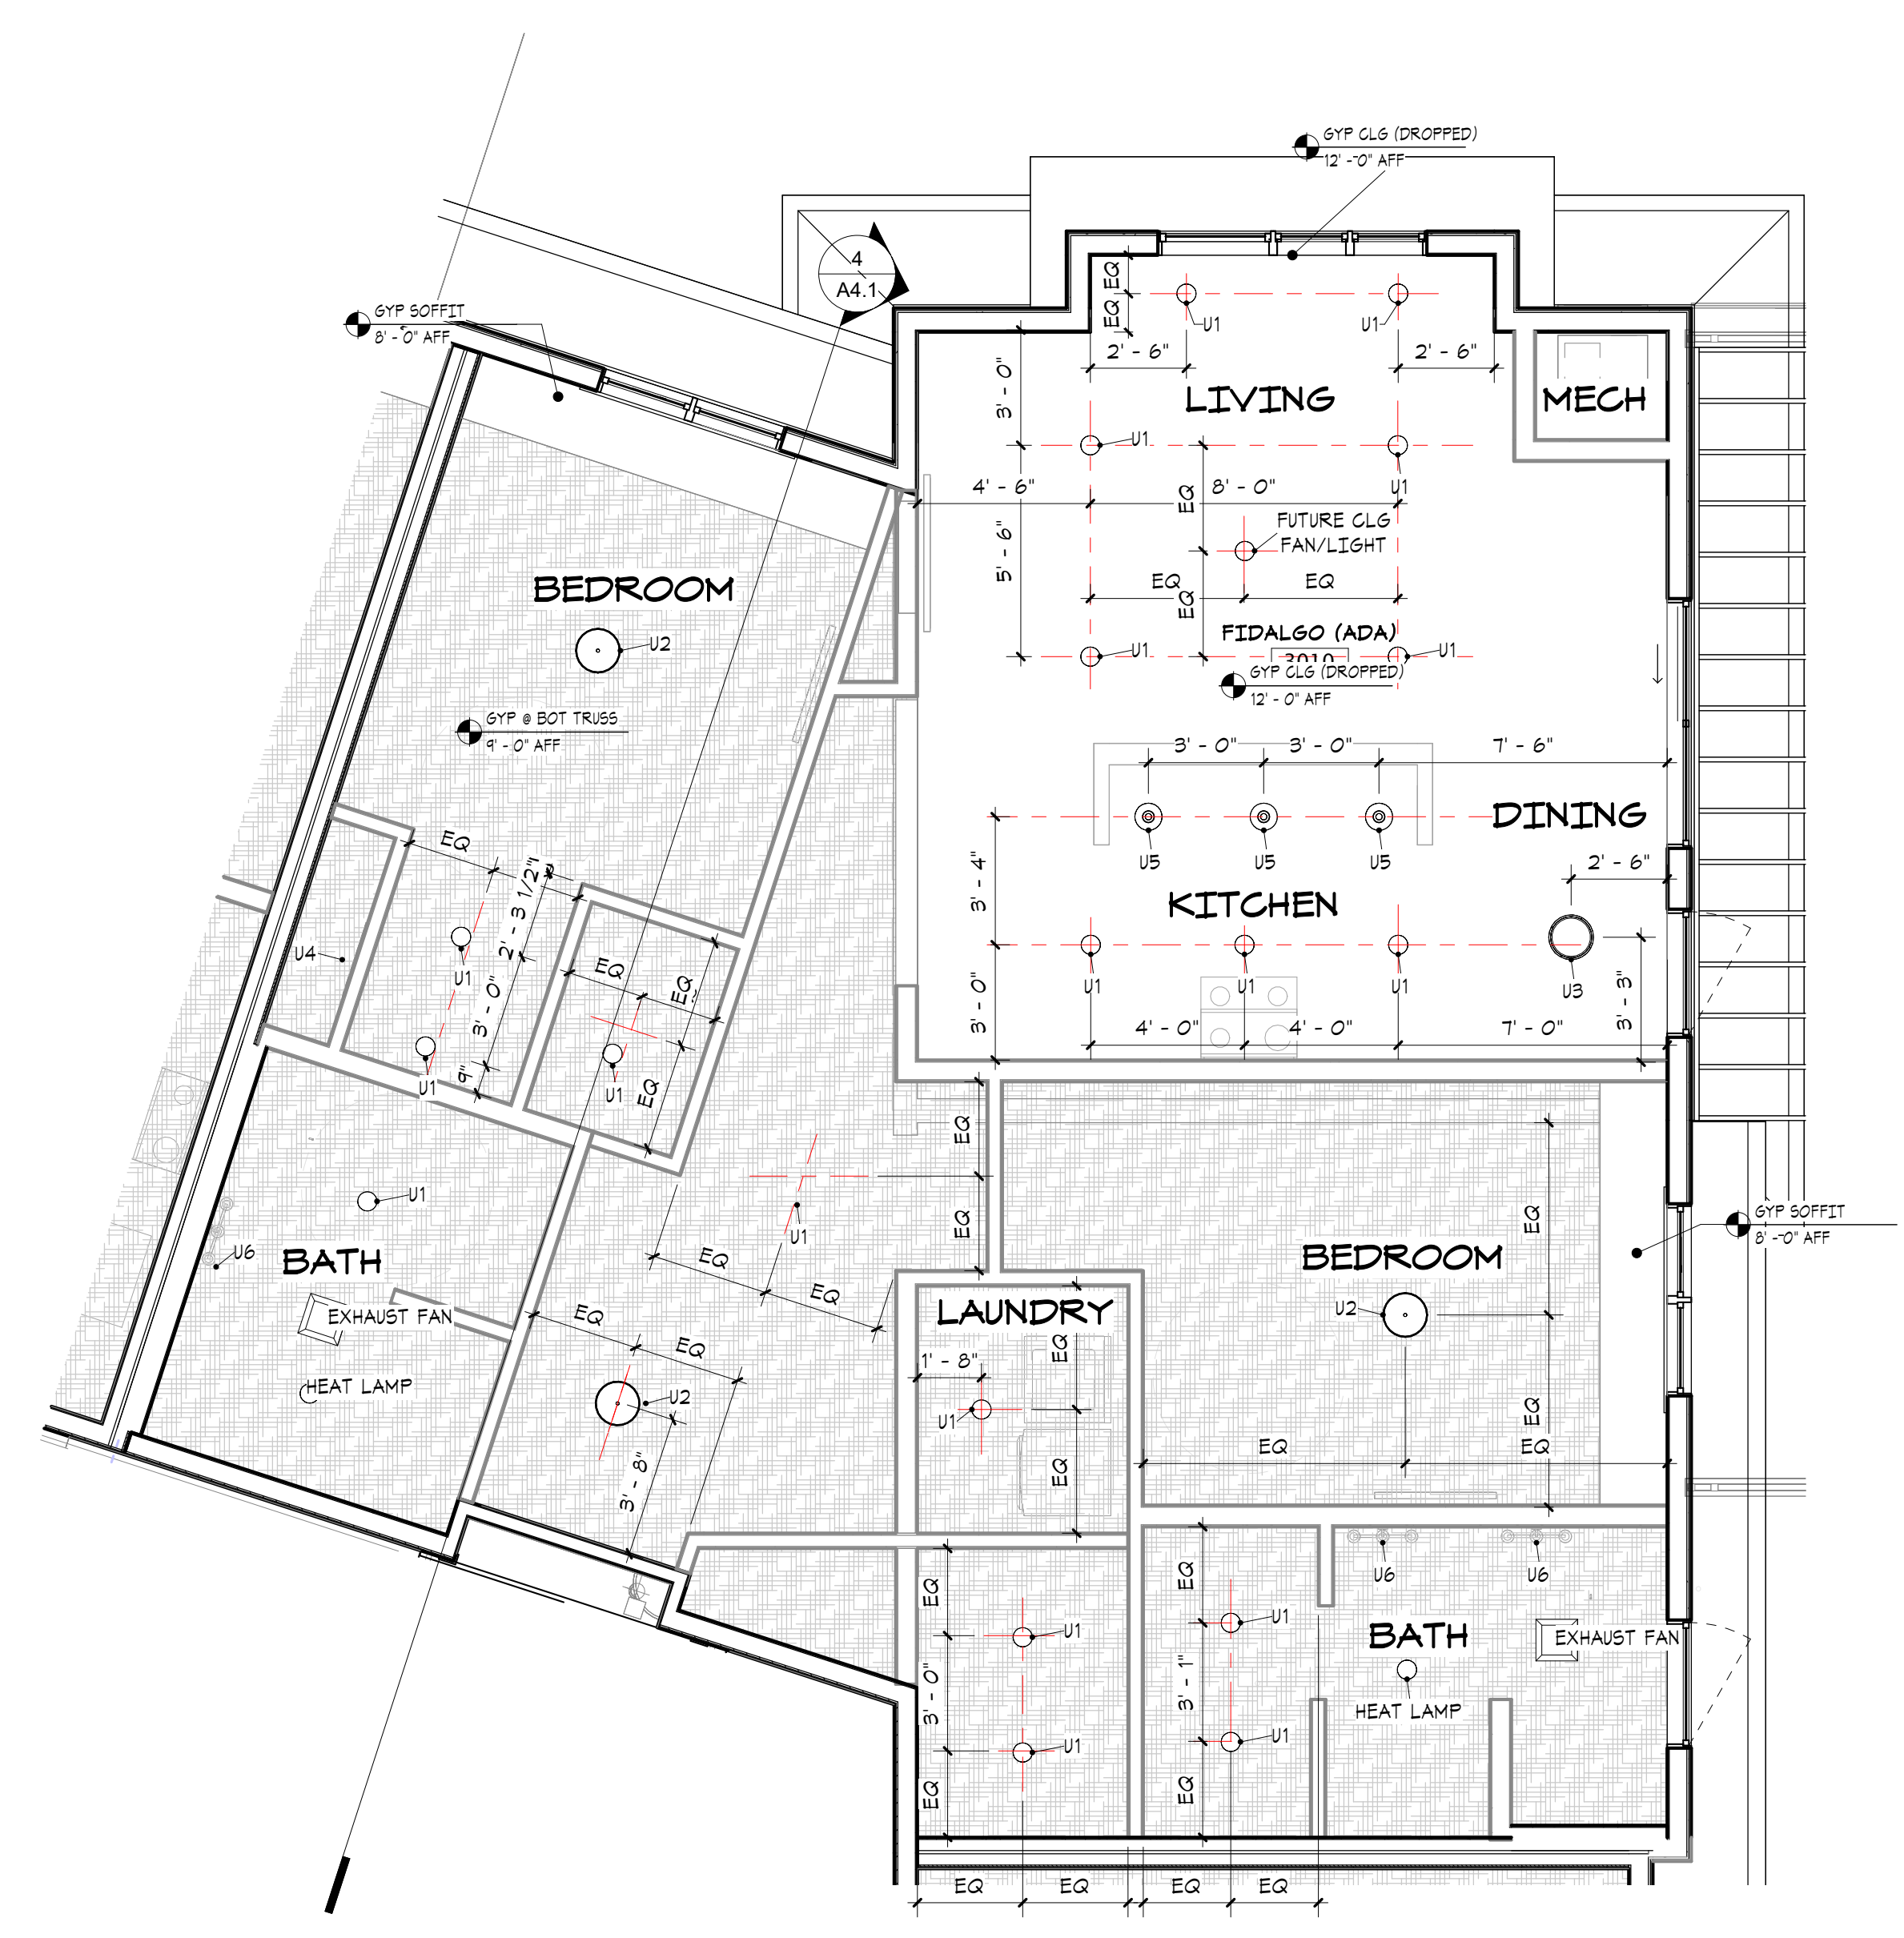 GYP CLG (DROPPED)
12' - 0" AFF
4
A4.1
GYP SOFFIT
8' - 0" AFF
EQ
EQ
U1
U1
2' - 6"
2' - 6"
3' - 0"
LIVING
MECH
U1
U1
4' - 6"
EQ
8' - 0"
FUTURE CLG
FAN/LIGHT
5' - 6"
EQ
EQ
EQ
BEDROOM
U2
FIDALGO (ADA)
U1
U1
3010
GYP CLG (DROPPED)
12' - 0" AFF
GYP @ BOT TRUSS
9' - 0" AFF
3' - 0"
3' - 0"
7' - 6"
DINING
EQ
U5
U5
U5
2' - 6"
3' - 4"
KITCHEN
2' - 3 1/2"
U4
U1
EQ
EQ
U1
U1
U1
U3
3' - 0"
3' - 0"
3' - 3"
4' - 0"
4' - 0"
7' - 0"
9"
U1
U1
EQ
EQ
U1
EQ
EQ
U1
U6
BATH
EQ
EQ
BEDROOM
GYP SOFFIT
8' - 0" AFF
EXHAUST FAN
EQ
EQ
LAUNDRY
U2
EQ
1' - 8"
HEAT LAMP
U2
U1
EQ
EQ
EQ
3' - 8"
EQ
EQ
EQ
U6
U6
U1
U1
BATH
EXHAUST FAN
3' - 0"
3' - 1"
HEAT LAMP
U1
U1
EQ
EQ
EQ
EQ
EQ
EQ